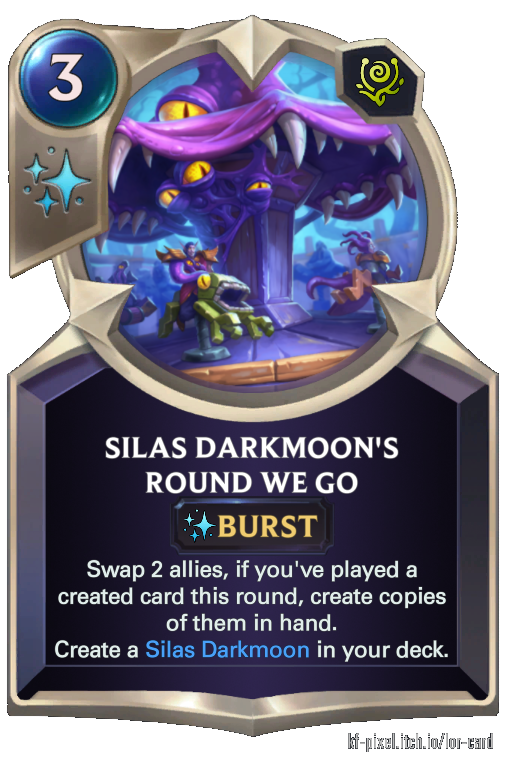 3
SILAS DARKMOON'S
ROUND WE GO
BURST
Swap 2 allies, if you've played a
created card this round, create copies
of them in hand.
Create a Silas Darkmoon in your deck.
kf-pixel.itch.io/lor-card